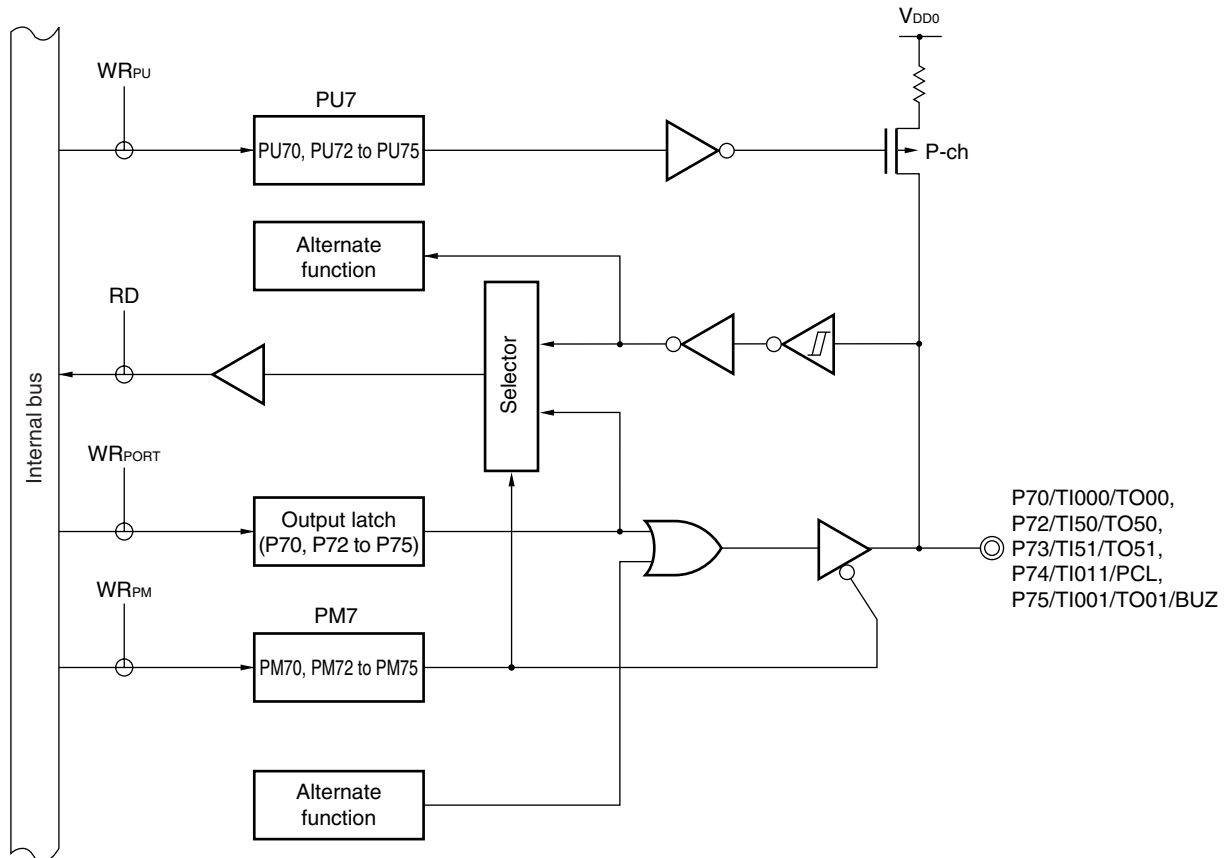 VDD0
WRPU
PU7
PU70, PU72 to PU75
P-ch
Alternate
function
RD
Selector
Internal bus
WRPORT
Output latch
(P70, P72 to P75)
P70/TI000/TO00,
P72/TI50/TO50,
P73/TI51/TO51,
P74/TI011/PCL,
P75/TI001/TO01/BUZ
WRPM
PM7
PM70, PM72 to PM75
Alternate
function